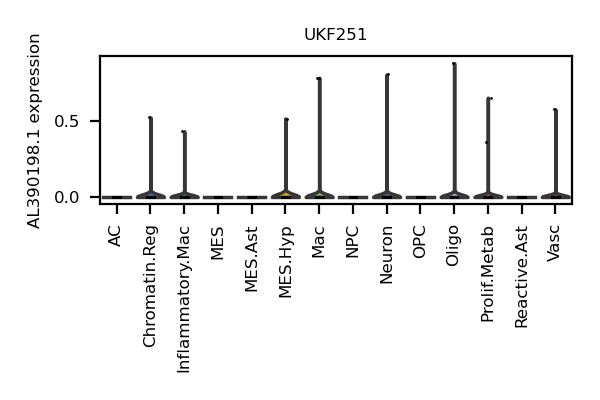 UKF251
AL390198.1 expression
0.5
0.0
AC
Chromatin.Reg
Inflammatory.Mac
MES
MES.Ast
MES.Hyp
Mac
NPC
Neuron
OPC
Oligo
Prolif.Metab
Reactive.Ast
Vasc